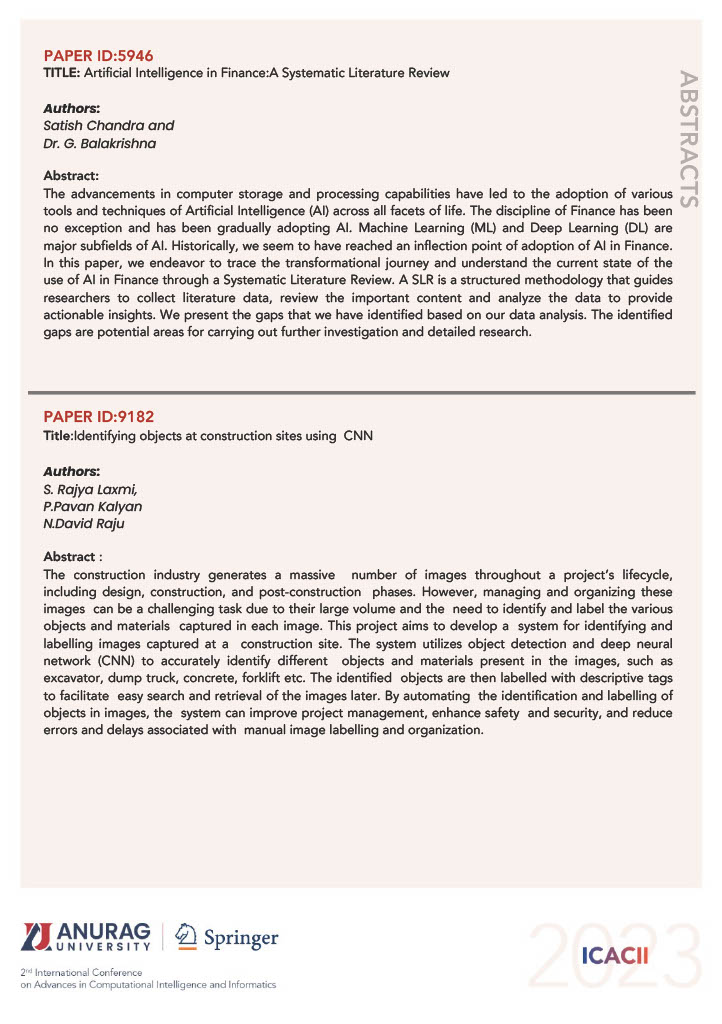 PAPER ID:5946
TITLE: Artificial Intelligence in Finance:A Systematic Literature Review
ABSTRACTS
Authors:
Satish Chandra and
Dr. G. Balakrishna
Abstract:
The advancements in computer storage and processing capabilities have led to the adoption of various
tools and techniques of Artificial Intelligence (AI) across all facets of life. The discipline of Finance has been
no exception and has been gradually adopting AI. Machine Learning (ML) and Deep Learning (DL) are
major subfields of AI. Historically, we seem to have reached an inflection point of adoption of AI in Finance.
In this paper, we endeavor to trace the transformational journey and understand the current state of the
use of AI in Finance through a Systematic Literature Review. A SLR is a structured methodology that guides
researchers to collect literature data, review the important content and analyze the data to provide
actionable insights. We present the gaps that we have identified based on our data analysis. The identified
gaps are potential areas for carrying out further investigation and detailed research.
PAPER ID:9182
Title:Identifying objects at construction sites using  CNN
Authors:
S. Rajya Laxmi,
P.Pavan Kalyan
N.David Raju
Abstract :
The construction industry generates a massive  number of images throughout a project's lifecycle,
including design, construction, and post-construction  phases. However, managing and organizing these
images  can be a challenging task due to their large volume and the  need to identify and label the various
objects and materials  captured in each image. This project aims to develop a  system for identifying and
labelling images captured at a  construction site. The system utilizes object detection and deep neural
network (CNN) to accurately identify different  objects and materials present in the images, such as
excavator, dump truck, concrete, forklift etc. The identified  objects are then labelled with descriptive tags
to facilitate  easy search and retrieval of the images later. By automating  the identification and labelling of
objects in images, the  system can improve project management, enhance safety  and security, and reduce
errors and delays associated with  manual image labelling and organization.
ANURAG
UNIVERSITY
Springer
2nd International Conference
on Advances in Computational Intelligence and Informatics
2023
ICACII